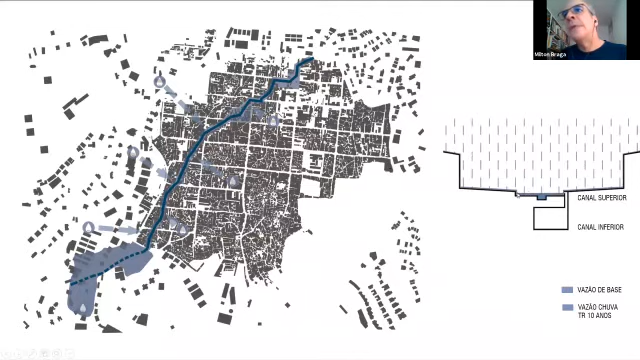 Milton Braga
CANAL SUPERIOR
CANAL INFERIOR
VAZÃO DE BASE
VAZÃO CHUVA
TR 10 ANOS